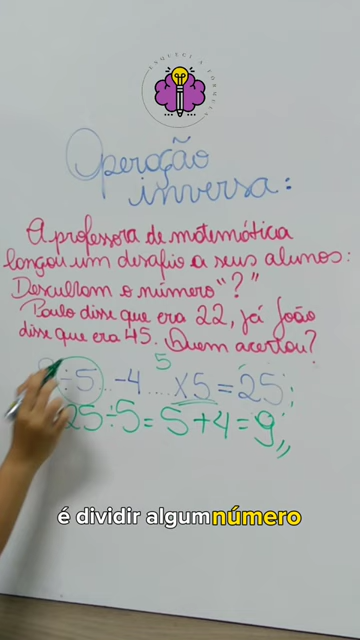 ESQUECI A FÓRMULA
Operação
inversa:
A professora de matemática
lançou um desafio a seus alunos:
Descubram o número "?"
Paulo disse que era 22, já João
disse que era 45. Quem acertou?
5
÷5...-4....x5=25;
25÷5=5+4=9,,
é dividir algum número